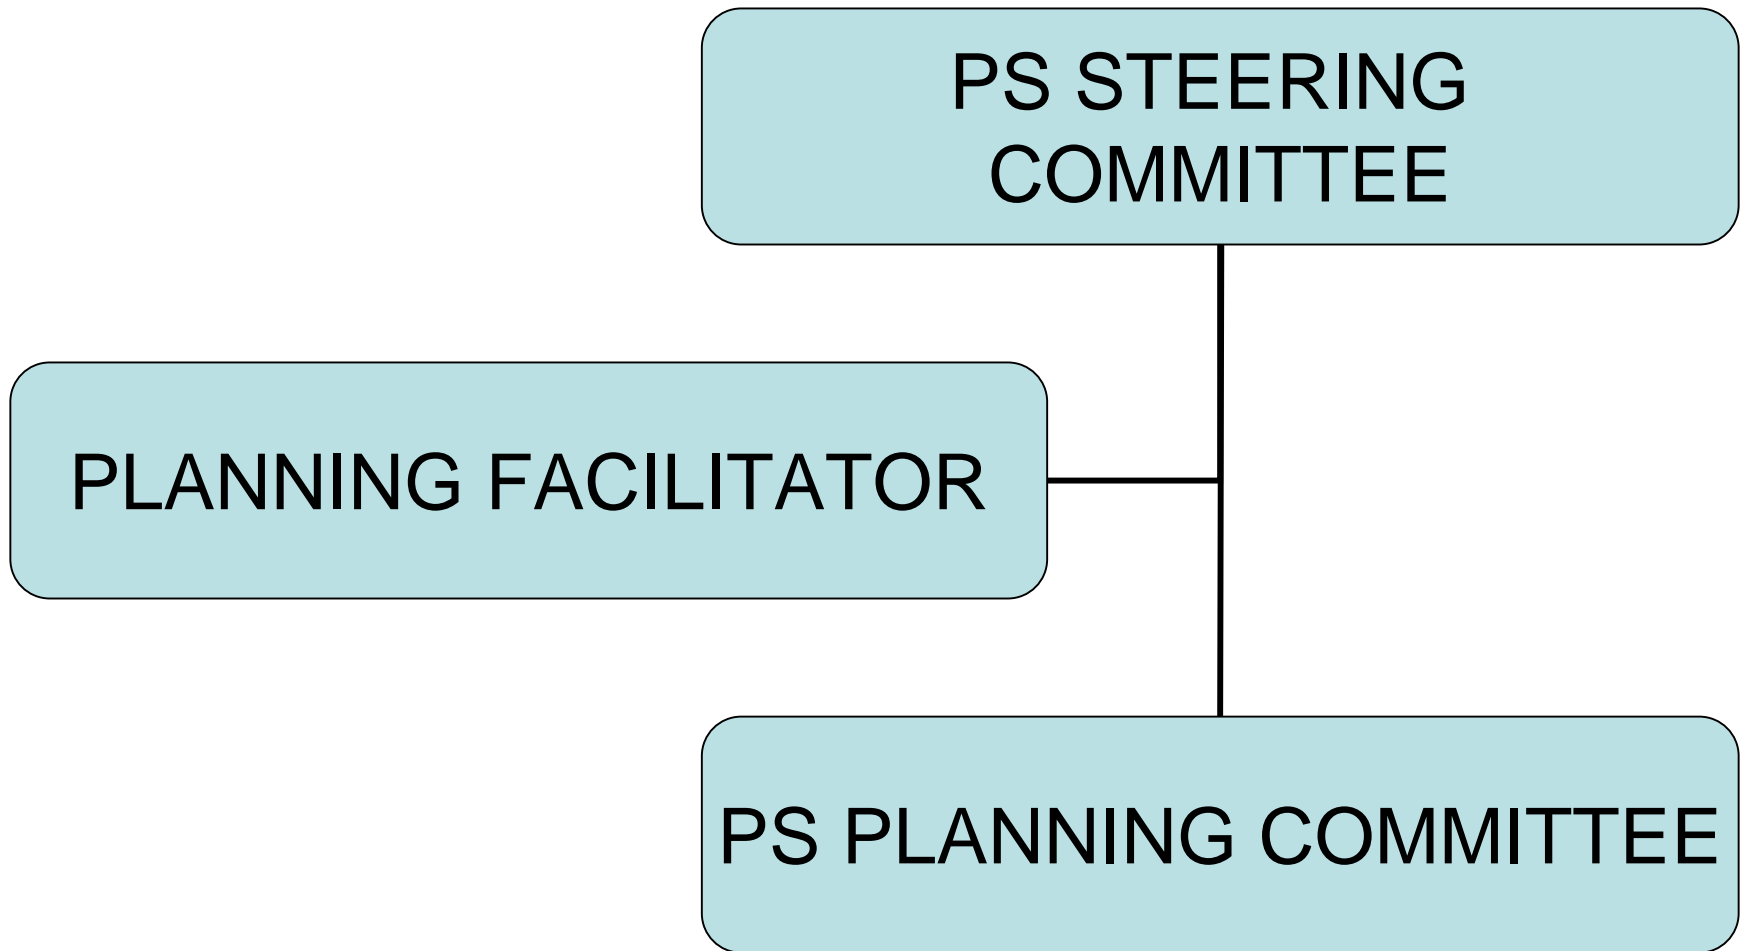 PS STEERING
COMMITTEE
PLANNING FACILITATOR
PS PLANNING COMMITTEE